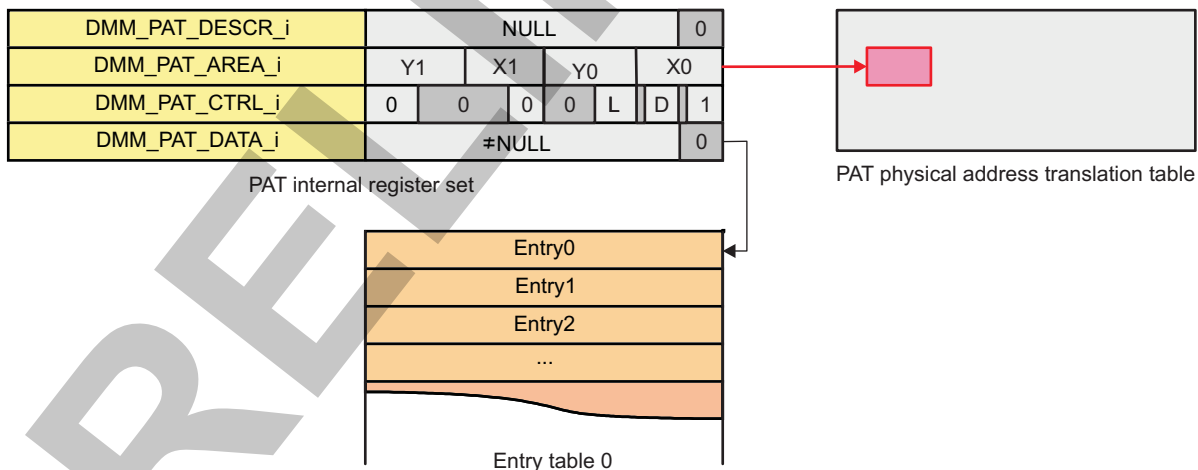 DMM_PAT_DESCR_i NULL 0
DMM_PAT_AREA_i Y1 X1 Y0 X0
DMM_PAT_CTRL_i 0 0 0 0 L D 1
DMM_PAT_DATA_i ≠NULL 0
PAT internal register set
PAT physical address translation table
Entry0
Entry1
Entry2
...
Entry table 0
RELI